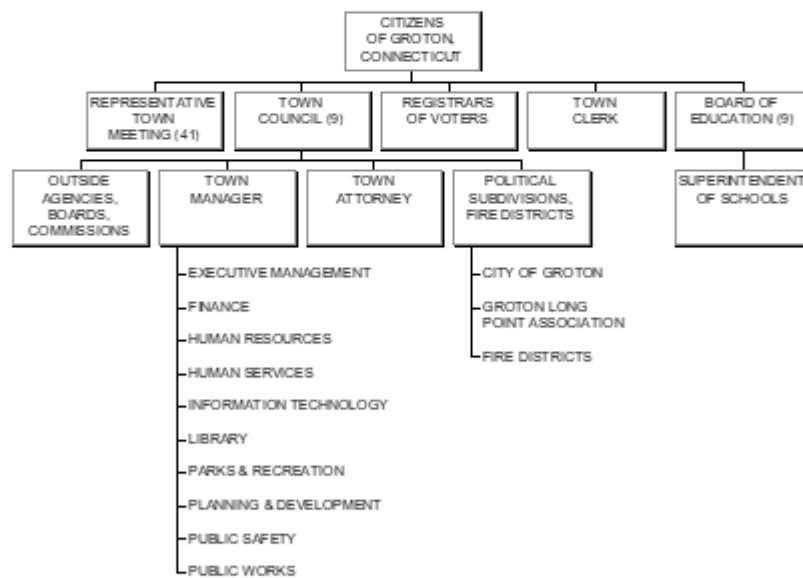 CITIZENS
OF GROTON,
CONNECTICUT
REPRESENTATIVE
TOWN
MEETING (41)
TOWN
COUNCIL (9)
REGISTRARS
OF VOTERS
TOWN
CLERK
BOARD OF
EDUCATION (9)
OUTSIDE
AGENCIES,
BOARDS,
COMMISSIONS
TOWN
MANAGER
TOWN
ATTORNEY
POLITICAL
SUBDIVISIONS,
FIRE DISTRICTS
SUPERINTENDENT
OF SCHOOLS
EXECUTIVE MANAGEMENT
FINANCE
HUMAN RESOURCES
HUMAN SERVICES
INFORMATION TECHNOLOGY
LIBRARY
PARKS & RECREATION
PLANNING & DEVELOPMENT
PUBLIC SAFETY
PUBLIC WORKS
CITY OF GROTON
GROTON LONG
POINT ASSOCIATION
FIRE DISTRICTS